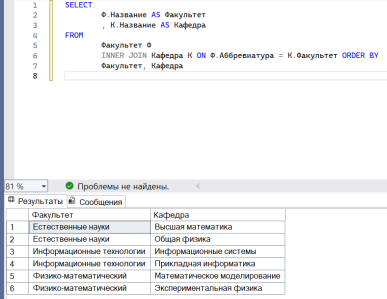 1 SELECT
2 Ф.Название AS Факультет
3 , К.Название AS Кафедра
4 FROM
5 Факультет Ф
6 INNER JOIN Кафедра К ON Ф.Аббревиатура = К.Факультет ORDER BY
7 Факультет, Кафедра
8
81 % Проблемы не найдены.
Результаты Сообщения
Факультет Кафедра
1 Естественные науки Высшая математика
2 Естественные науки Общая физика
3 Информационные технологии Информационные системы
4 Информационные технологии Прикладная информатика
5 Физико-математический Математическое моделирование
6 Физико-математический Экспериментальная физика